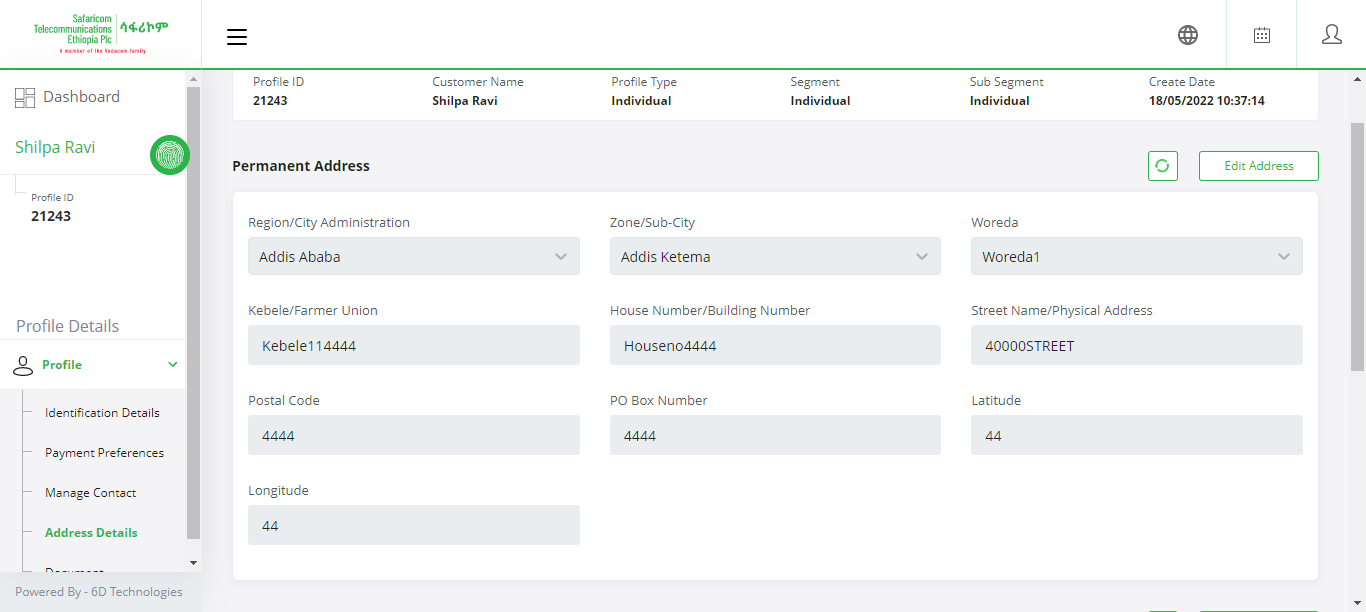 Safaricom
Telecommunications
Ethiopia Plc
ሳፋሪኮም
A member of the Vodacom family
Dashboard
Shilpa Ravi
Profile ID
21243
Profile Details
Profile
Identification Details
Payment Preferences
Manage Contact
Address Details
Document
Powered By - 6D Technologies
Profile ID Customer Name Profile Type Segment Sub Segment Create Date
21243 Shilpa Ravi Individual Individual Individual 18/05/2022 10:37:14
Permanent Address Edit Address
Region/City Administration Zone/Sub-City Woreda
Addis Ababa Addis Ketema Woreda1
Kebele/Farmer Union House Number/Building Number Street Name/Physical Address
Kebele114444 Houseno4444 40000STREET
Postal Code PO Box Number Latitude
4444 4444 44
Longitude
44